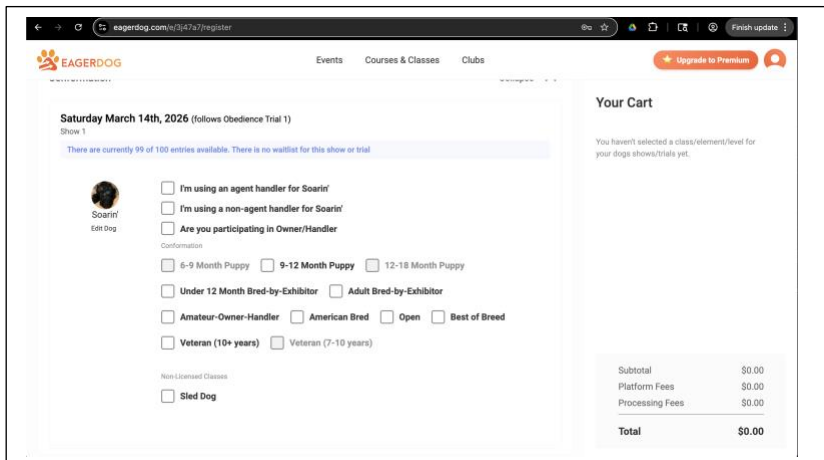 eagerdog.com/e/3j47a7/register
Finish update
EAGERDOG
Events Courses & Classes Clubs
Upgrade to Premium
Saturday March 14th, 2026 (follows Obedience Trial 1)
Show 1
There are currently 99 of 100 entries available. There is no waitlist for this show or trial
Soarin'
Edit Dog
I'm using an agent handler for Soarin'
I'm using a non-agent handler for Soarin'
Are you participating in Owner/Handler
Conformation
6-9 Month Puppy 9-12 Month Puppy 12-18 Month Puppy
Under 12 Month Bred-by-Exhibitor Adult Bred-by-Exhibitor
Amateur-Owner-Handler American Bred Open Best of Breed
Veteran (10+ years) Veteran (7-10 years)
Non-Licensed Classes
Sled Dog
Your Cart
You haven't selected a class/element/level for
your dogs shows/trials yet.
Subtotal $0.00
Platform Fees $0.00
Processing Fees $0.00
Total $0.00